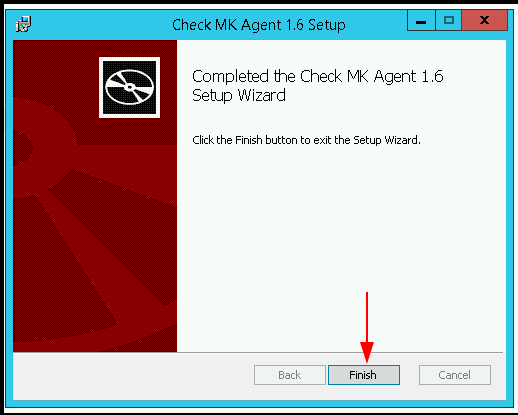 Check MK Agent 1.6 Setup
Completed the Check MK Agent 1.6
Setup Wizard
Click the Finish button to exit the Setup Wizard.
Back
Finish
Cancel